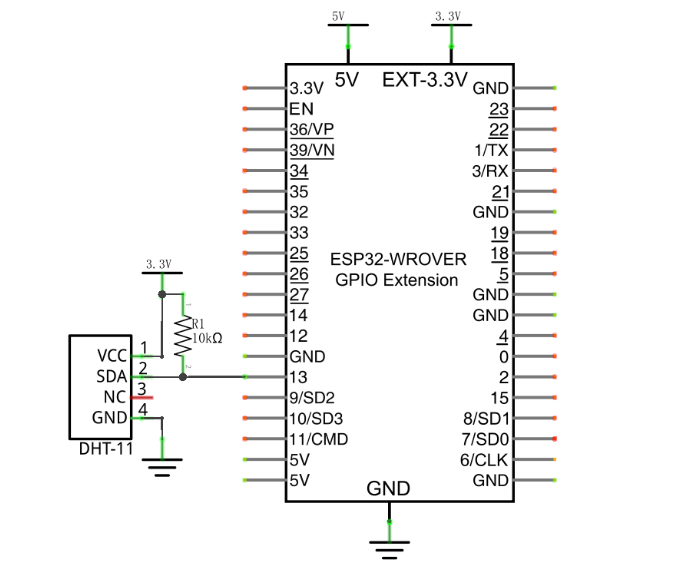 5V
3.3V
5V
EXT-3.3V
3.3V
EN
36/VP
39/VN
34
35
32
33
25
26
27
14
12
GND
13
9/SD2
10/SD3
11/CMD
5V
5V
GND
23
22
1/TX
3/RX
21
GND
19
18
5
GND
GND
4
0
2
15
8/SD1
7/SD0
6/CLK
GND
ESP32-WROVER
GPIO Extension
GND
3.3V
1
R1
10kΩ
2
VCC 1
SDA 2
NC 3
GND 4
DHT-11